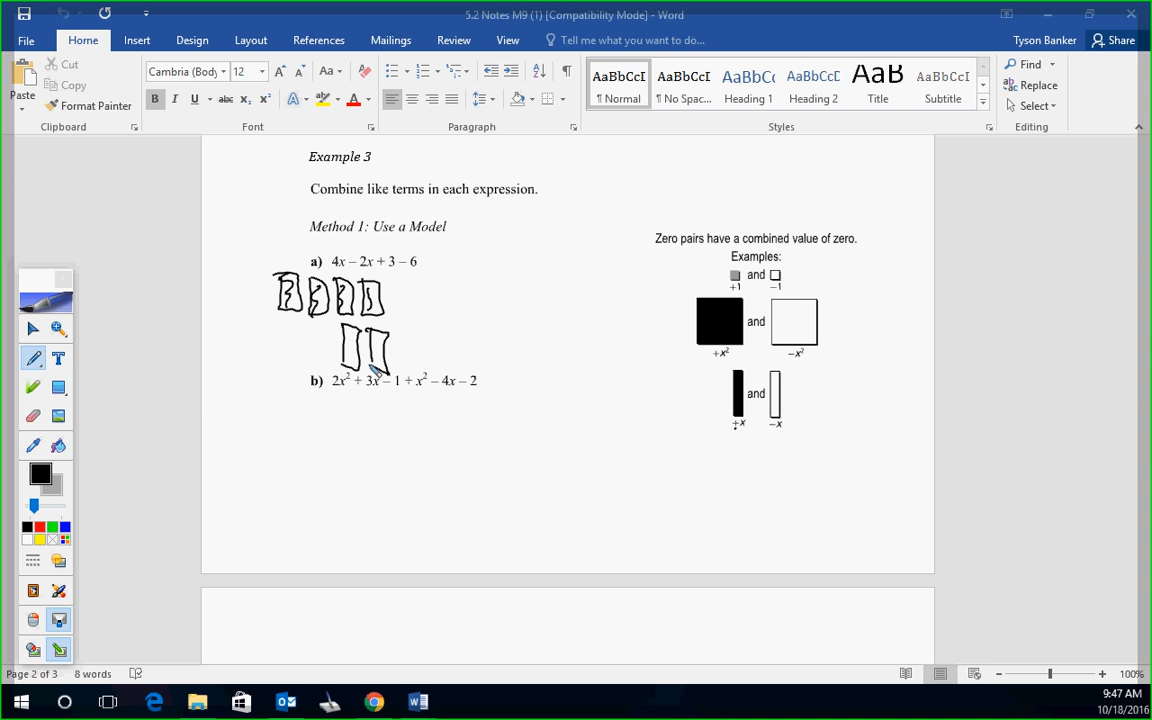 5.2 Notes M9 (1) [Compatibility Mode] - Word
File Home Insert Design Layout References Mailings Review View Tell me what you want to do... Tyson Banker Share
Paste Cut Copy Format Painter
Cambria (Body 12 Aa
B I U abc x₂ x² A A
AaBbCcI AaBbCcI AaBbCc AaBbCcI AaB AaBbCcI
¶ Normal ¶ No Spac... Heading 1 Heading 2 Title Subtitle
Find Replace Select
Clipboard Font Paragraph Styles Editing
Example 3
Combine like terms in each expression.
Method 1: Use a Model
a) 4x – 2x + 3 – 6
b) 2x² + 3x – 1 + x² – 4x – 2
Zero pairs have a combined value of zero.
Examples:
and
+1 −1
and
+x² −x²
and
+x −x
T
Page 2 of 3 8 words 100%
9:47 AM
10/18/2016